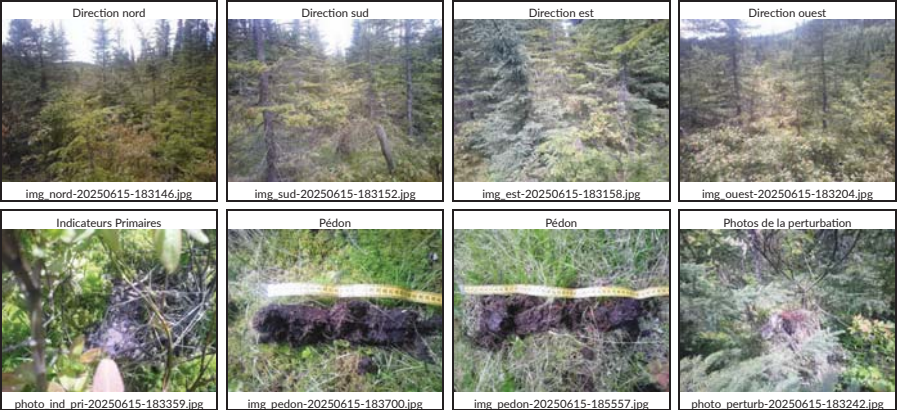 Direction nord
Direction sud
Direction est
Direction ouest
img_nord-20250615-183146.jpg
img_sud-20250615-183152.jpg
img_est-20250615-183158.jpg
img_ouest-20250615-183204.jpg
Indicateurs Primaires
Pédon
Pédon
Photos de la perturbation
photo_ind_pri-20250615-183359.jpg
img_pedon-20250615-183700.jpg
img_pedon-20250615-185557.jpg
photo_perturb-20250615-183242.jpg